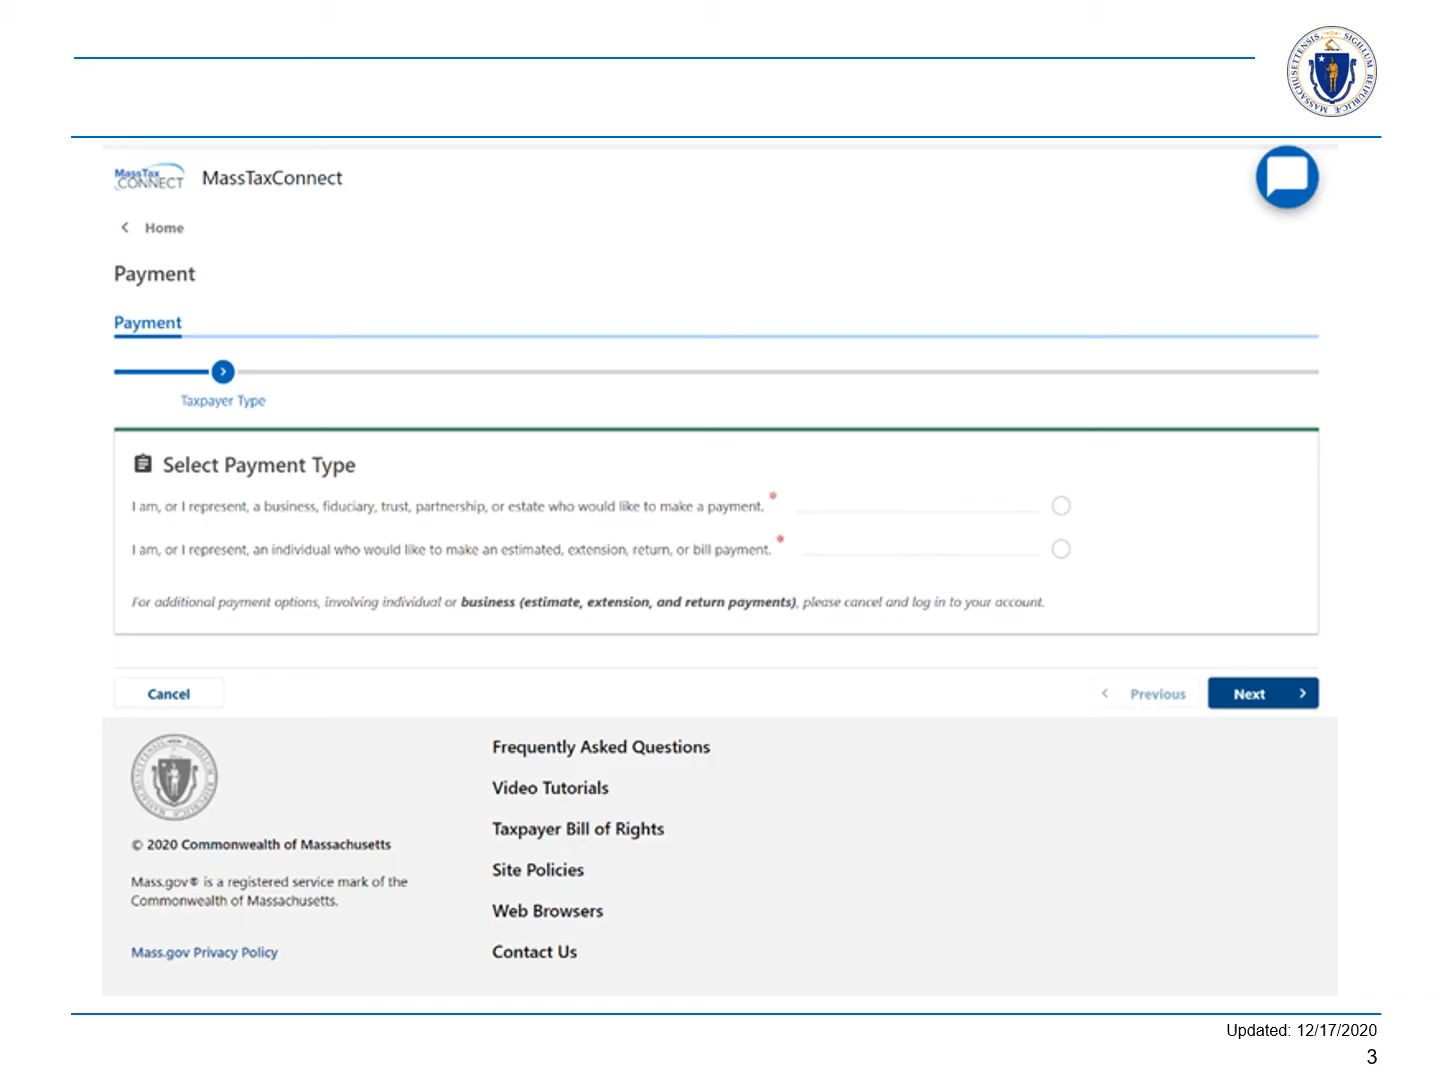 MASSACHUSETTENSIS. SIGILLUM REIPUBLICÆ
MassTax
CONNECT
MassTaxConnect
Home
Payment
Payment
Taxpayer Type
Select Payment Type
I am, or I represent, a business, fiduciary, trust, partnership, or estate who would like to make a payment. *
I am, or I represent, an individual who would like to make an estimated, extension, return, or bill payment. *
For additional payment options, involving individual or business (estimate, extension, and return payments), please cancel and log in to your account.
Cancel
Previous
Next
© 2020 Commonwealth of Massachusetts
Mass.gov® is a registered service mark of the
Commonwealth of Massachusetts.
Mass.gov Privacy Policy
Frequently Asked Questions
Video Tutorials
Taxpayer Bill of Rights
Site Policies
Web Browsers
Contact Us
Updated: 12/17/2020
3